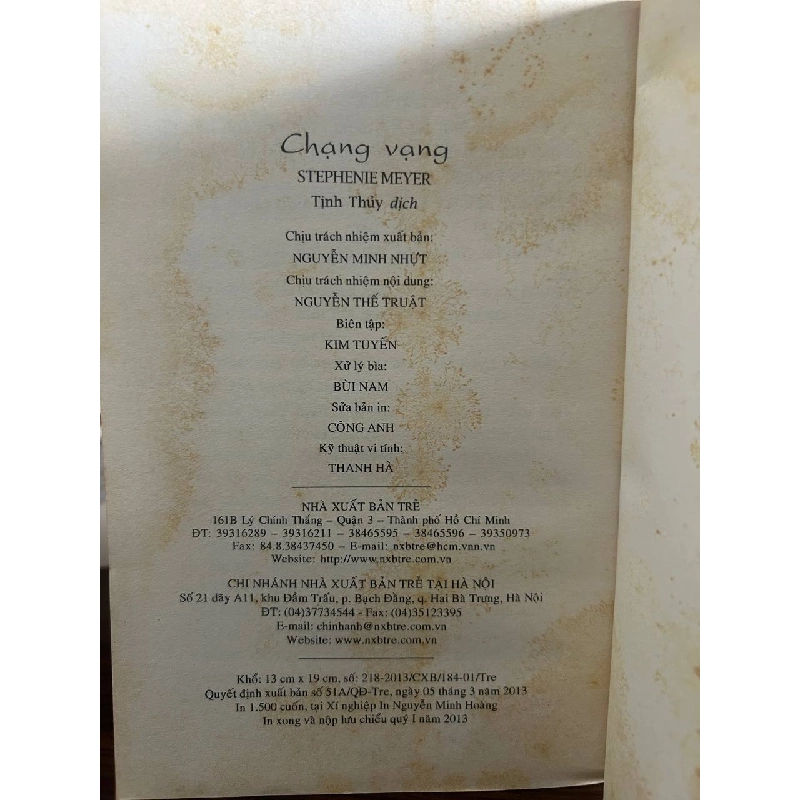 Chạng vạng
STEPHENIE MEYER
Tịnh Thủy dịch
Chịu trách nhiệm xuất bản:
NGUYỄN MINH NHỰT
Chịu trách nhiệm nội dung:
NGUYỄN THẾ TRUẬT
Biên tập:
KIM TUYẾN
Xử lý bìa:
BÙI NAM
Sửa bản in:
CÔNG ANH
Kỹ thuật vi tính:
THANH HÀ
NHÀ XUẤT BẢN TRẺ
161B Lý Chính Thắng – Quận 3 – Thành phố Hồ Chí Minh
ĐT: 39316289 – 39316211 – 38465595 – 38465596 – 39350973
Fax: 84.8.38437450 – E-mail: nxbtre@hcm.vnn.vn
Website: http://www.nxbtre.com.vn
CHI NHÁNH NHÀ XUẤT BẢN TRẺ TẠI HÀ NỘI
Số 21 dãy A11, khu Đầm Trấu, p. Bạch Đằng, q. Hai Bà Trưng, Hà Nội
ĐT: (04)37734544 - Fax: (04)35123395
E-mail: chinhanh@nxbtre.com.vn
Website: www.nxbtre.com.vn
Khổ: 13 cm x 19 cm, số: 218-2013/CXB/184-01/Tre
Quyết định xuất bản số 51A/QĐ-Tre, ngày 05 tháng 3 năm 2013
In 1.500 cuốn, tại Xí nghiệp In Nguyễn Minh Hoàng
In xong và nộp lưu chiểu quý I năm 2013